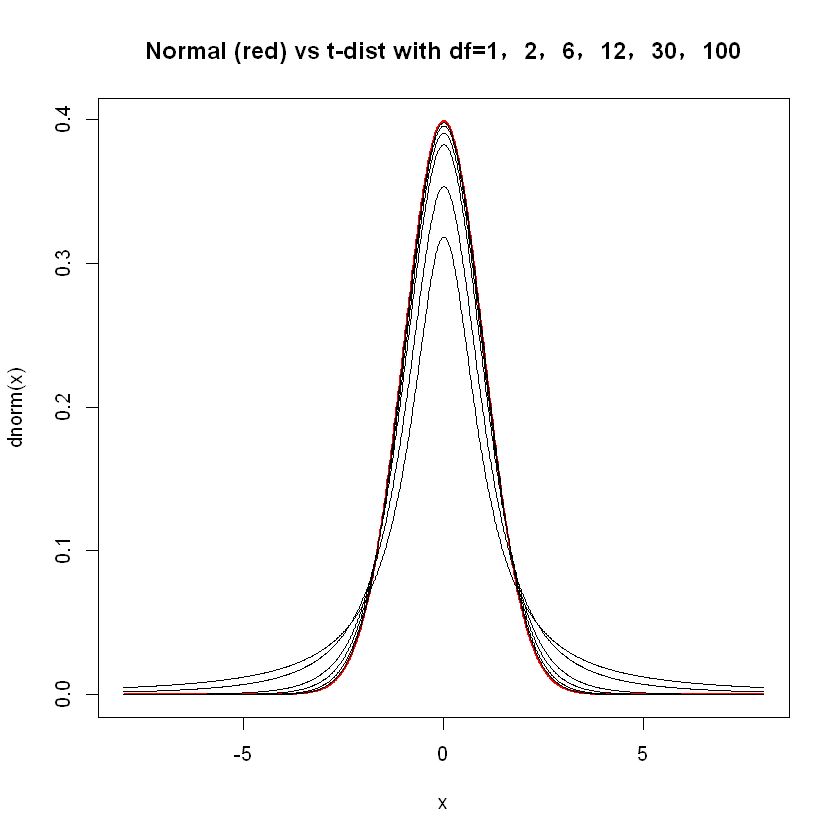 Normal (red) vs t-dist with df=1，2，6，12，30，100
0.4
0.3
0.2
0.1
0.0
dnorm(x)
-5
0
5
x